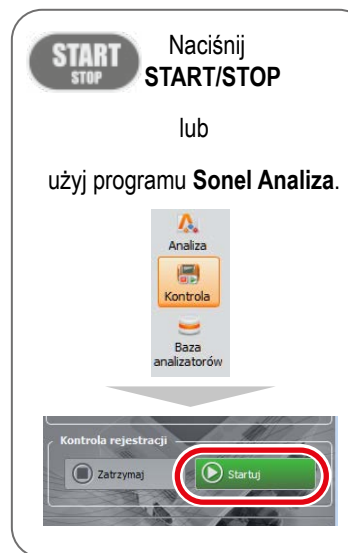 START
STOP
Naciśnij
START/STOP
lub
użyj programu Sonel Analiza.
Analiza
Kontrola
Baza
analizatorów
Kontrola rejestracji
Zatrzymaj
Startuj